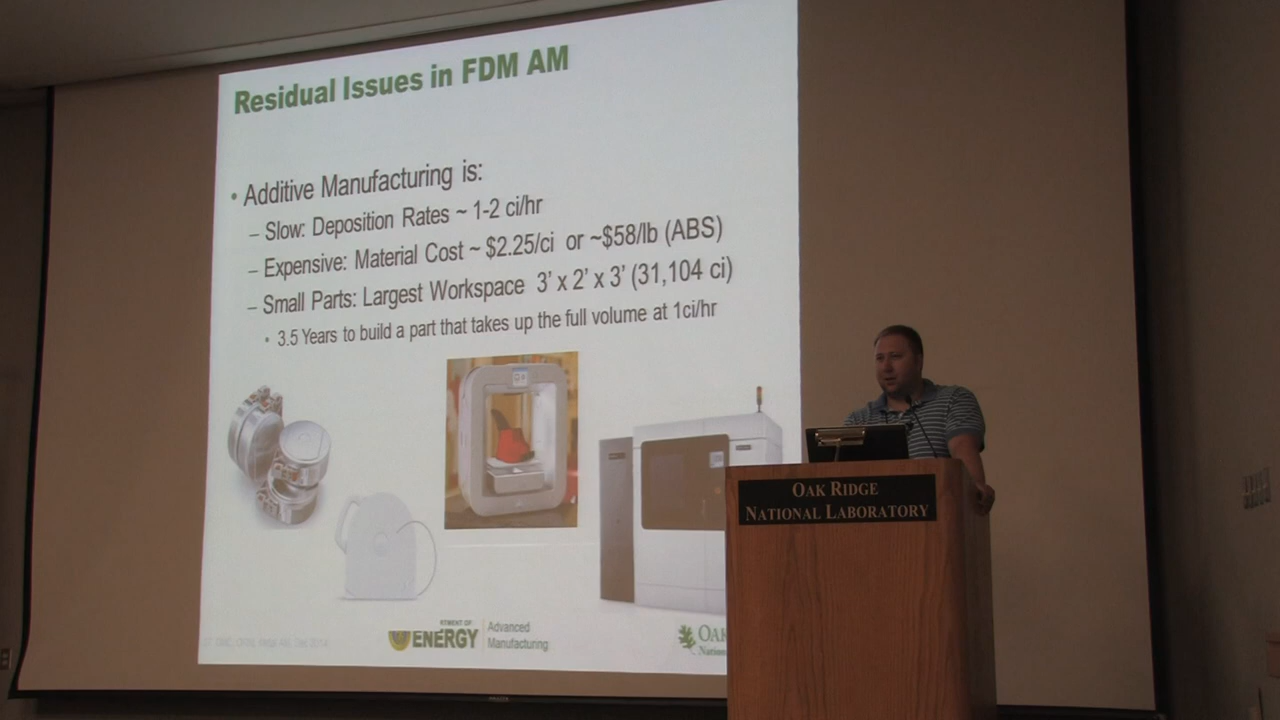 Residual Issues in FDM AM
• Additive Manufacturing is:
– Slow: Deposition Rates ~ 1-2 ci/hr
– Expensive: Material Cost ~ $2.25/ci or ~$58/lb (ABS)
– Small Parts: Largest Workspace 3' x 2' x 3' (31,104 ci)
• 3.5 Years to build a part that takes up the full volume at 1ci/hr
OAK RIDGE
NATIONAL LABORATORY
ENERGY
Advanced
Manufacturing
OAK